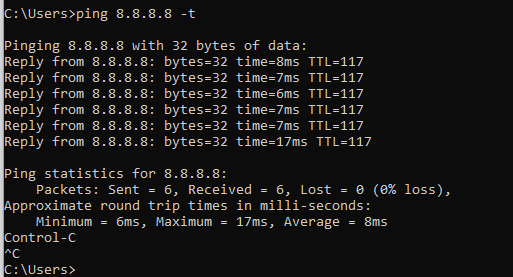 C:\Users>ping 8.8.8.8 -t
Pinging 8.8.8.8 with 32 bytes of data:
Reply from 8.8.8.8: bytes=32 time=8ms TTL=117
Reply from 8.8.8.8: bytes=32 time=7ms TTL=117
Reply from 8.8.8.8: bytes=32 time=6ms TTL=117
Reply from 8.8.8.8: bytes=32 time=7ms TTL=117
Reply from 8.8.8.8: bytes=32 time=7ms TTL=117
Reply from 8.8.8.8: bytes=32 time=17ms TTL=117
Ping statistics for 8.8.8.8:
    Packets: Sent = 6, Received = 6, Lost = 0 (0% loss),
Approximate round trip times in milli-seconds:
    Minimum = 6ms, Maximum = 17ms, Average = 8ms
Control-C
^C
C:\Users>